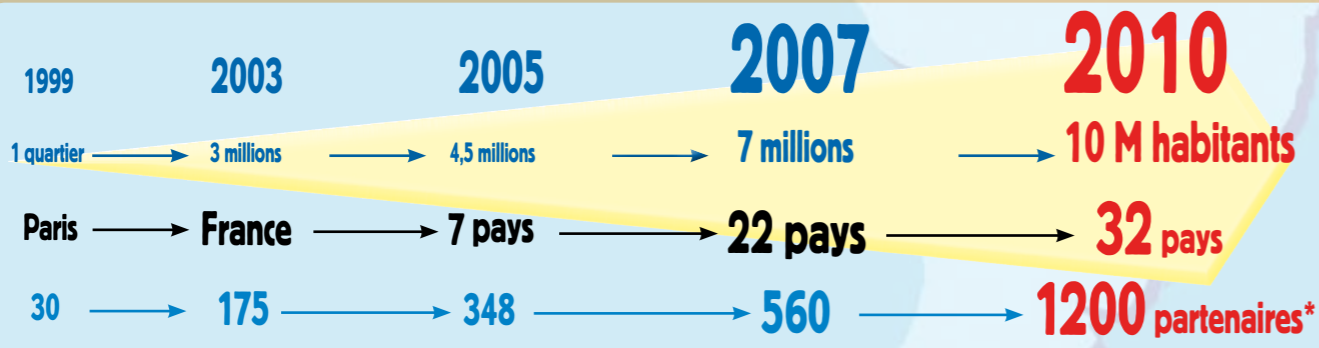 1999 2003 2005 2007 2010
1 quartier 3 millions 4,5 millions 7 millions 10 M habitants
Paris France 7 pays 22 pays 32 pays
30 175 348 560 1200 partenaires*